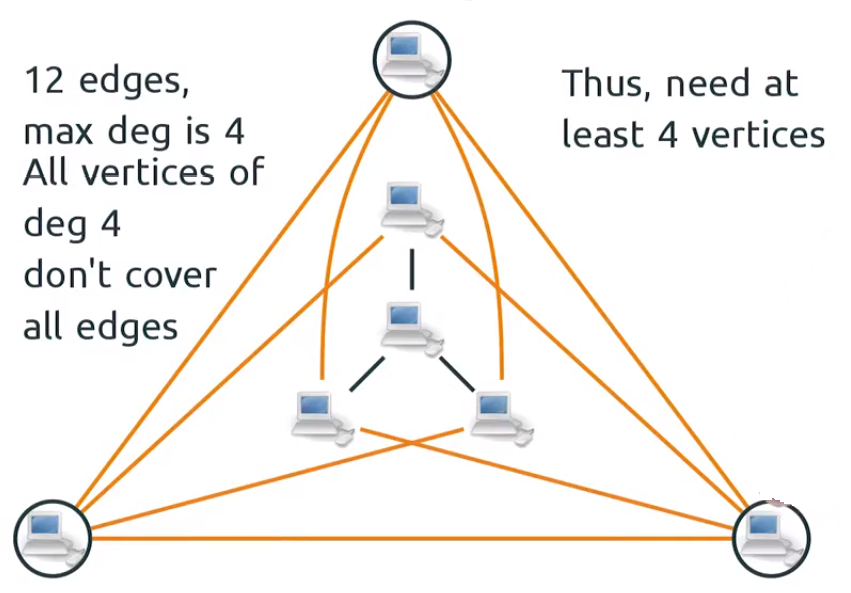 12 edges,
max deg is 4
All vertices of
deg 4
don't cover
all edges
Thus, need at
least 4 vertices